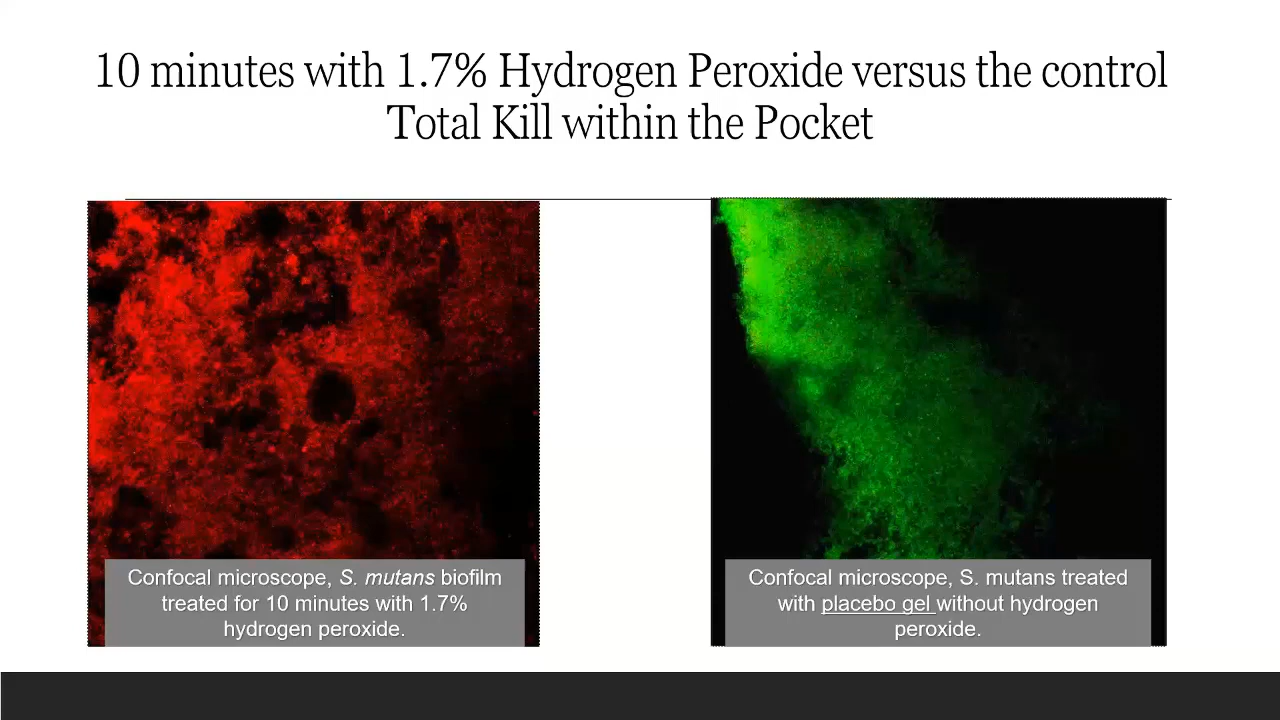 10 minutes with 1.7% Hydrogen Peroxide versus the control
Total Kill within the Pocket
Confocal microscope, S. mutans biofilm
treated for 10 minutes with 1.7%
hydrogen peroxide.
Confocal microscope, S. mutans treated
with placebo gel without hydrogen
peroxide.